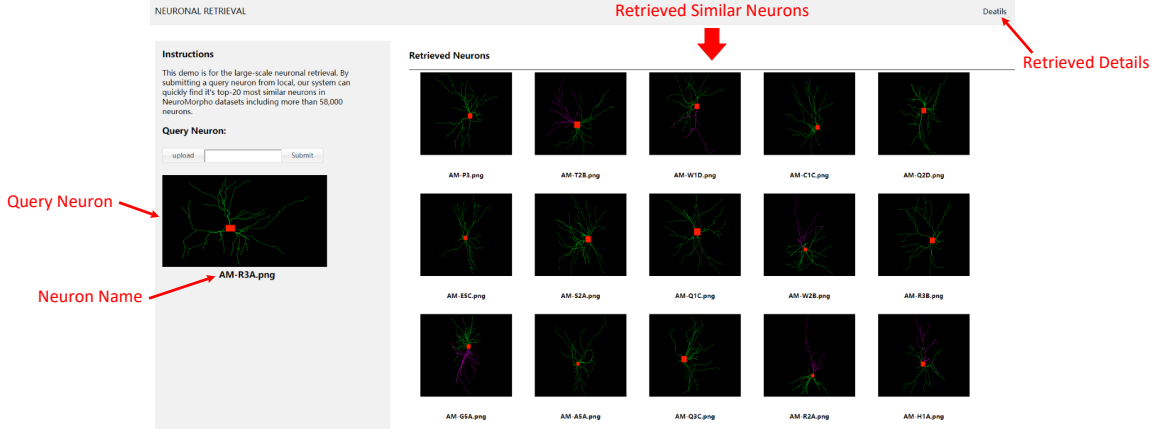 NEURONAL RETRIEVAL
Retrieved Similar Neurons
Deatils
Retrieved Details
Instructions
This demo is for the large-scale neuronal retrieval. By
submitting a query neuron from local, our system can
quickly find it's top-20 most similar neurons in
NeuroMorpho datasets including more than 58,000
neurons.
Query Neuron:
upload
Submit
Query Neuron
AM-R3A.png
Neuron Name
Retrieved Neurons
AM-P3.png
AM-T2B.png
AM-W1D.png
AM-C1C.png
AM-Q2D.png
AM-E5C.png
AM-S2A.png
AM-Q1C.png
AM-W2B.png
AM-R3B.png
AM-G5A.png
AM-A5A.png
AM-Q3C.png
AM-R2A.png
AM-H1A.png